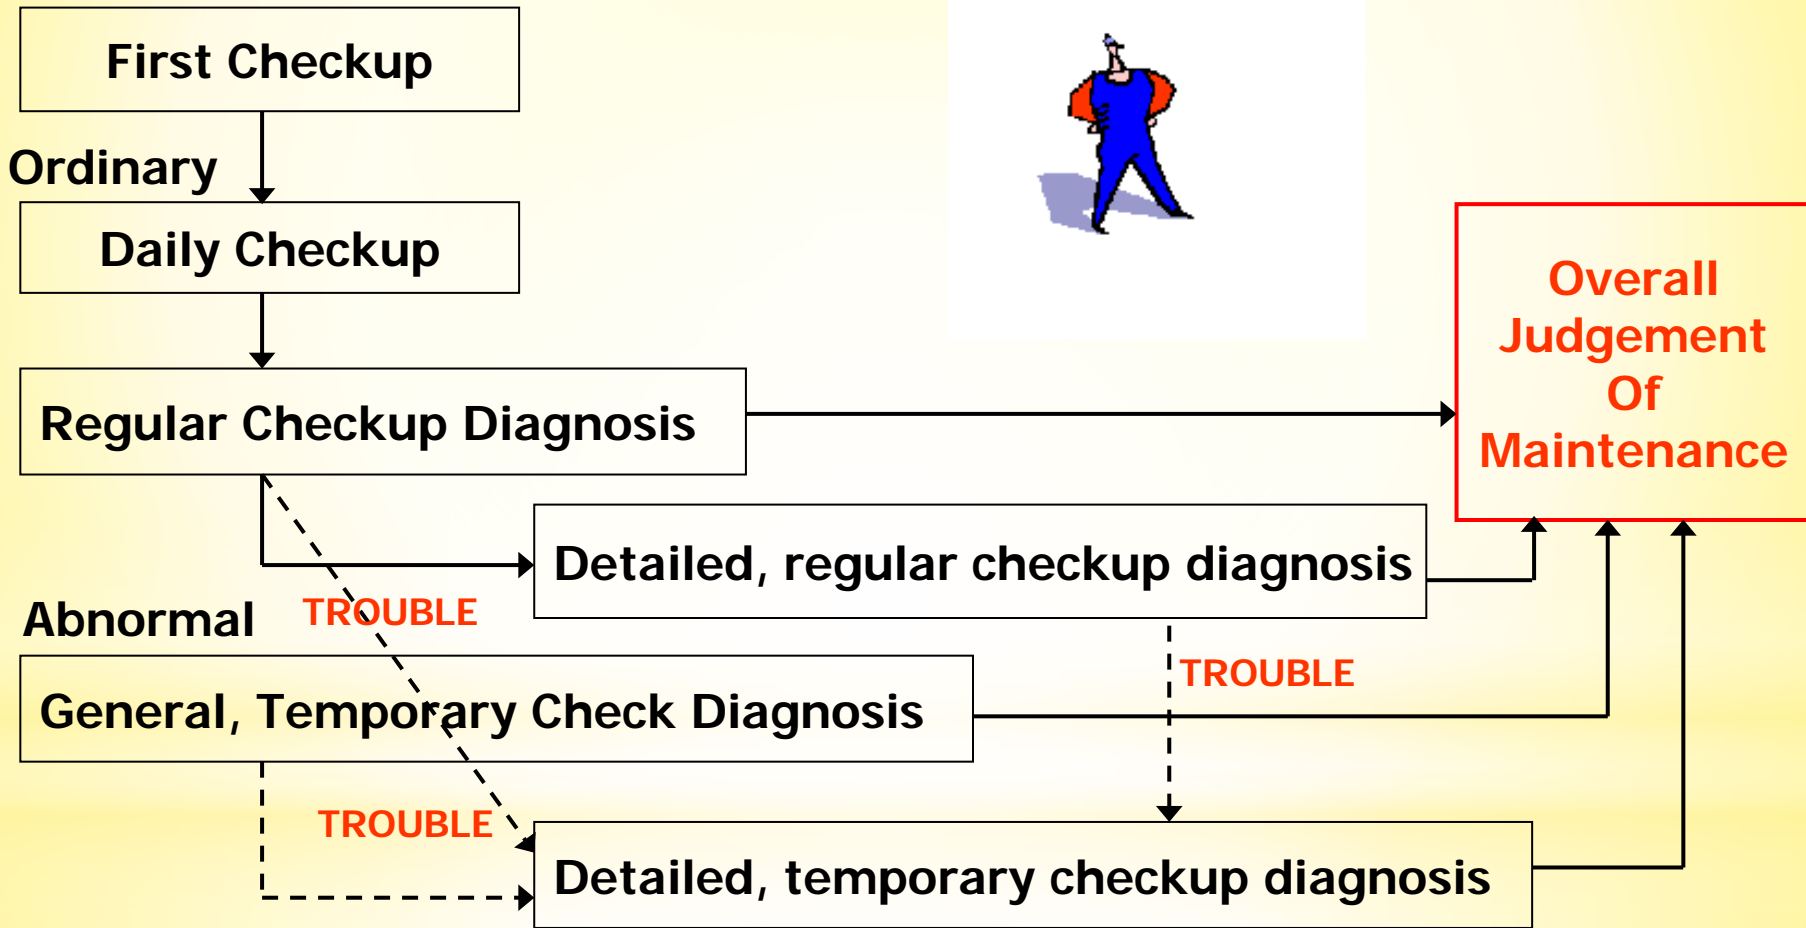 First Checkup
Ordinary
Daily Checkup
Overall
Judgement
Of
Maintenance
Regular Checkup Diagnosis
Detailed, regular checkup diagnosis
Abnormal
TROUBLE
TROUBLE
General, Temporary Check Diagnosis
TROUBLE
Detailed, temporary checkup diagnosis